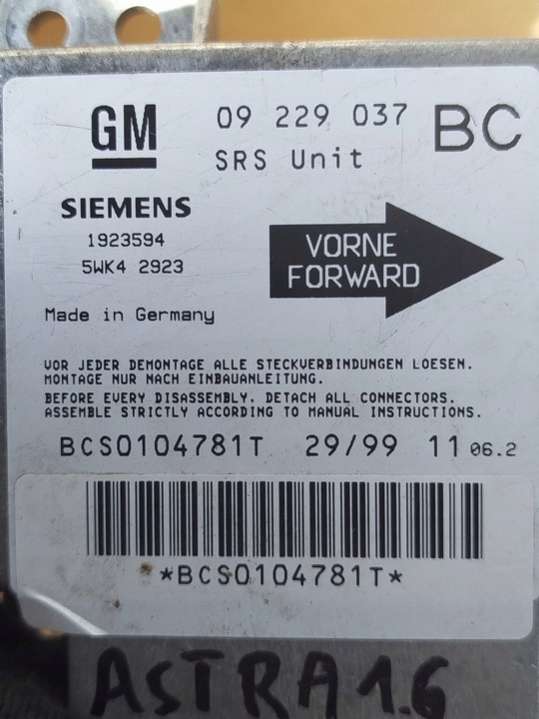 GM 09 229 037 BC
SRS Unit
SIEMENS
1923594
5WK4 2923
VORNE
FORWARD
Made in Germany
VOR JEDER DEMONTAGE ALLE STECKVERBINDUNGEN LOESEN.
MONTAGE NUR NACH EINBAUANLEITUNG.
BEFORE EVERY DISASSEMBLY. DETACH ALL CONNECTORS.
ASSEMBLE STRICTLY ACCORDING TO MANUAL INSTRUCTIONS.
BCS0104781T 29/99 11 06.2
*BCS0104781T*
ASTRA 1.6